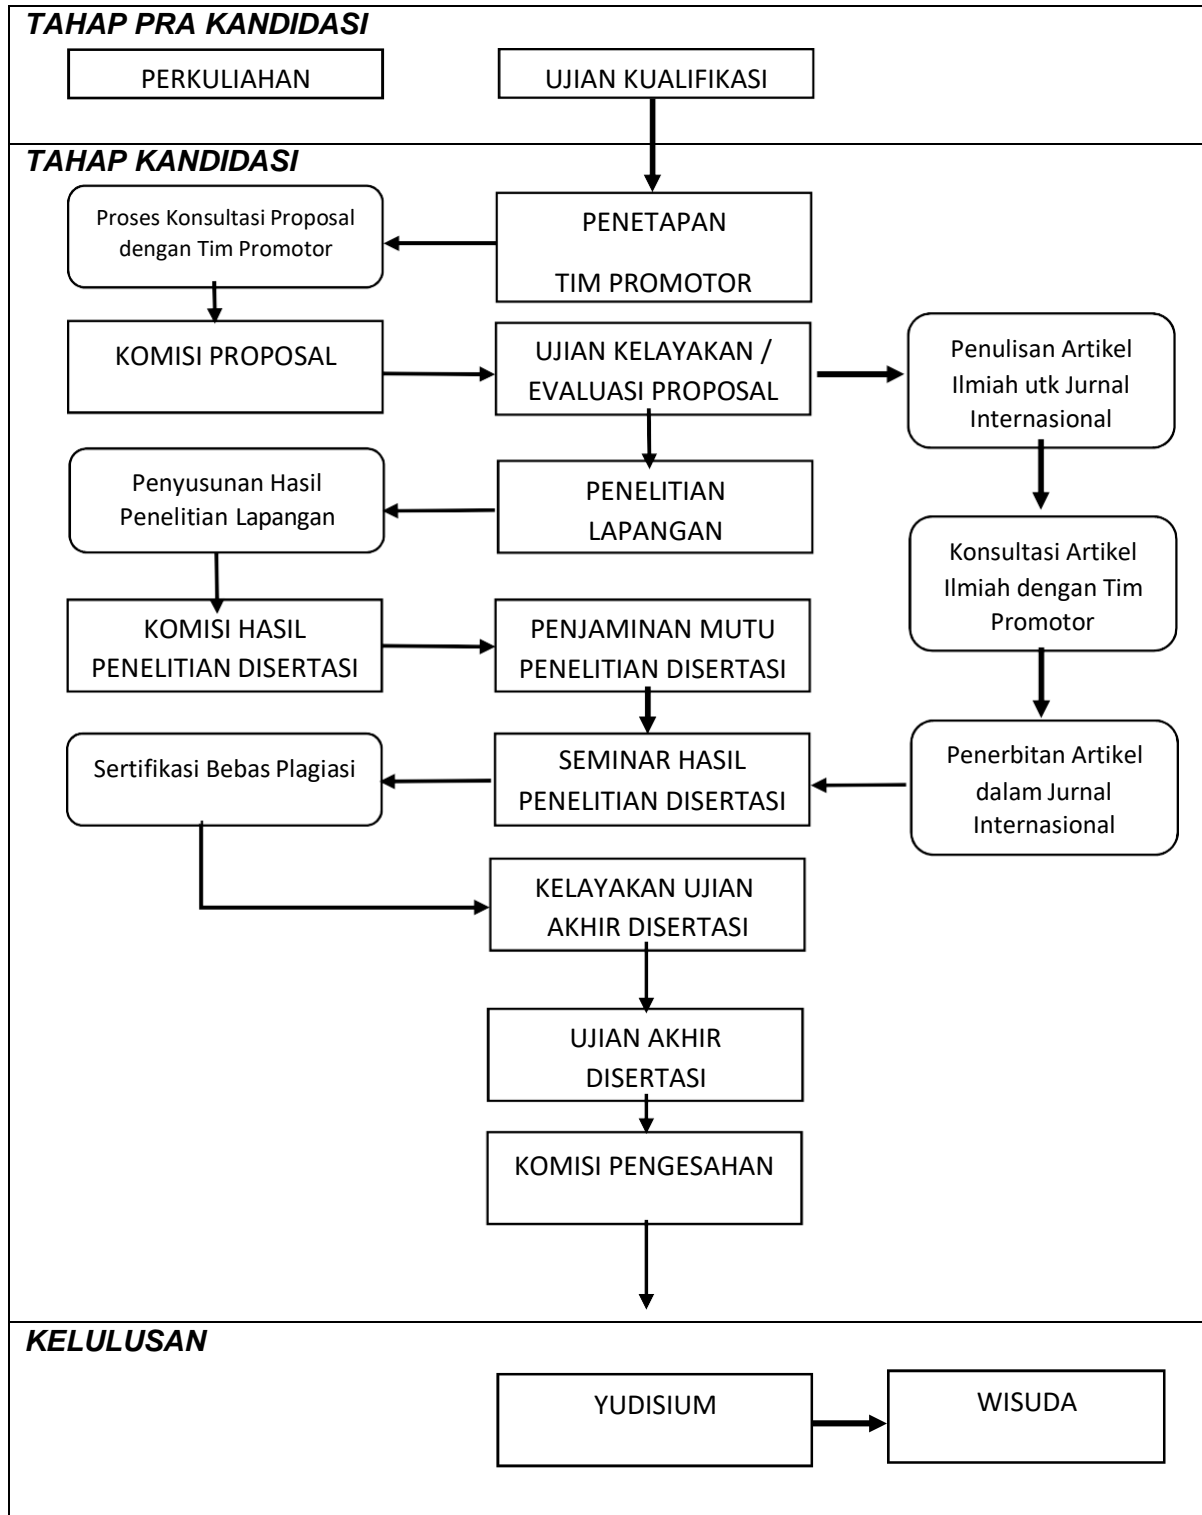 TAHAP PRA KANDIDASI
PERKULIAHAN
UJIAN KUALIFIKASI
TAHAP KANDIDASI
Proses Konsultasi Proposal
dengan Tim Promotor
PENETAPAN
TIM PROMOTOR
KOMISI PROPOSAL
UJIAN KELAYAKAN /
EVALUASI PROPOSAL
Penulisan Artikel
Ilmiah utk Jurnal
Internasional
Penyusunan Hasil
Penelitian Lapangan
PENELITIAN
LAPANGAN
Konsultasi Artikel
Ilmiah dengan Tim
Promotor
KOMISI HASIL
PENELITIAN DISERTASI
PENJAMINAN MUTU
PENELITIAN DISERTASI
Sertifikasi Bebas Plagiasi
SEMINAR HASIL
PENELITIAN DISERTASI
Penerbitan Artikel
dalam Jurnal
Internasional
KELAYAKAN UJIAN
AKHIR DISERTASI
UJIAN AKHIR
DISERTASI
KOMISI PENGESAHAN
KELULUSAN
YUDISIUM
WISUDA